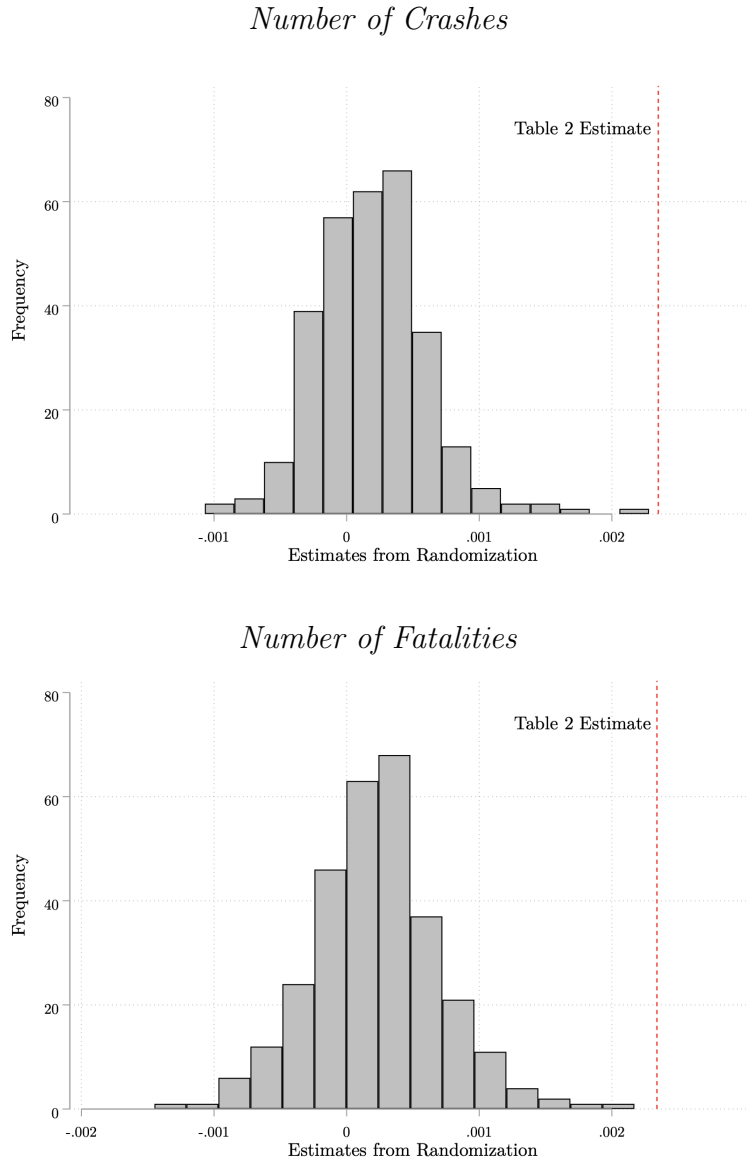 Number of Crashes
80
Table 2 Estimate
60
Frequency
40
20
0
-.001 0 .001 .002
Estimates from Randomization
Number of Fatalities
80
Table 2 Estimate
60
Frequency
40
20
0
-.002 -.001 0 .001 .002
Estimates from Randomization